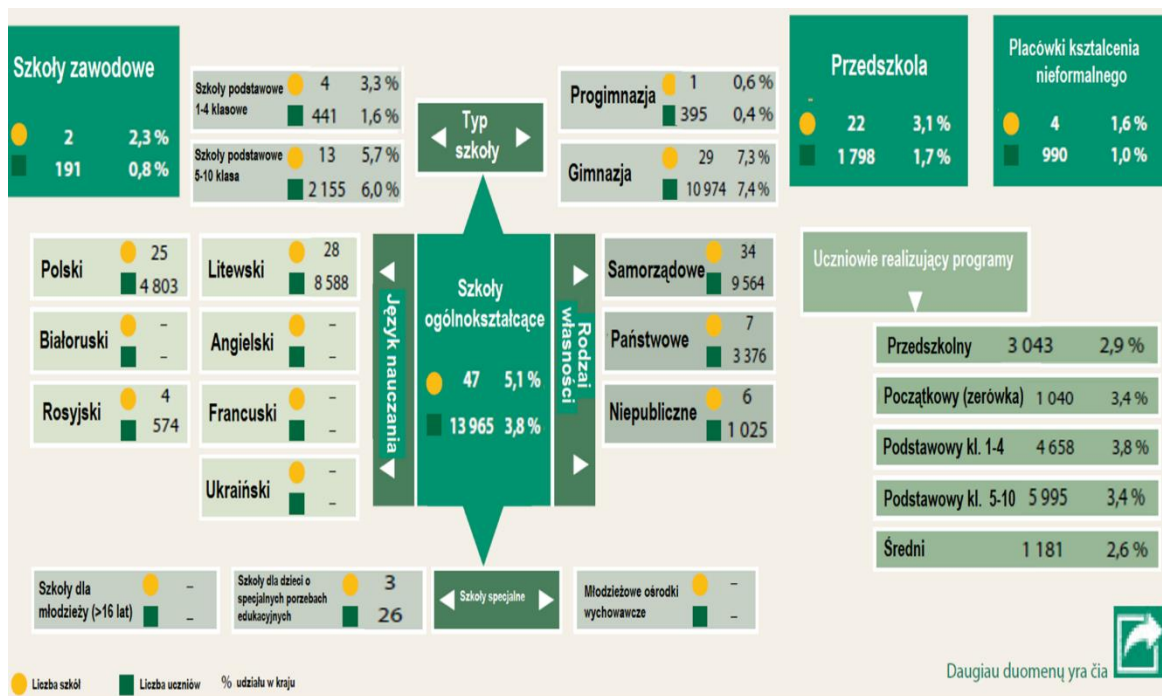 Szkoły zawodowe
2 2,3 %
191 0,8 %
Szkoły podstawowe
1-4 klasowe
4 3,3 %
441 1,6 %
Szkoły podstawowe
5-10 klasa
13 5,7 %
2 155 6,0 %
Typ
szkoły
Progimnazja
1 0,6 %
395 0,4 %
Gimnazja
29 7,3 %
10 974 7,4 %
Przedszkola
22 3,1 %
1 798 1,7 %
Placówki kształcenia
nieformalnego
4 1,6 %
990 1,0 %
Polski
25
4 803
Litewski
28
8 588
Białoruski
–
–
Angielski
–
–
Rosyjski
4
574
Francuski
–
–
Ukraiński
–
–
Język nauczania
Szkoły
ogólnokształcące
47 5,1 %
13 965 3,8 %
Rodzai
własności
Samorządowe
34
9 564
Państwowe
7
3 376
Niepubliczne
6
1 025
Uczniowie realizujący programy
Przedszkolny 3 043 2,9 %
Początkowy (zerówka) 1 040 3,4 %
Podstawowy kl. 1-4 4 658 3,8 %
Podstawowy kl. 5-10 5 995 3,4 %
Średni 1 181 2,6 %
Szkoły dla
młodzieży (>16 lat)
–
–
Szkoły dla dzieci o
specjalnych porzebach
edukacyjnych
3
26
Szkoły specjalne
Młodzieżowe ośrodki
wychowawcze
–
–
Daugiau duomenų yra čia
Liczba szkół Liczba uczniów % udziału w kraju